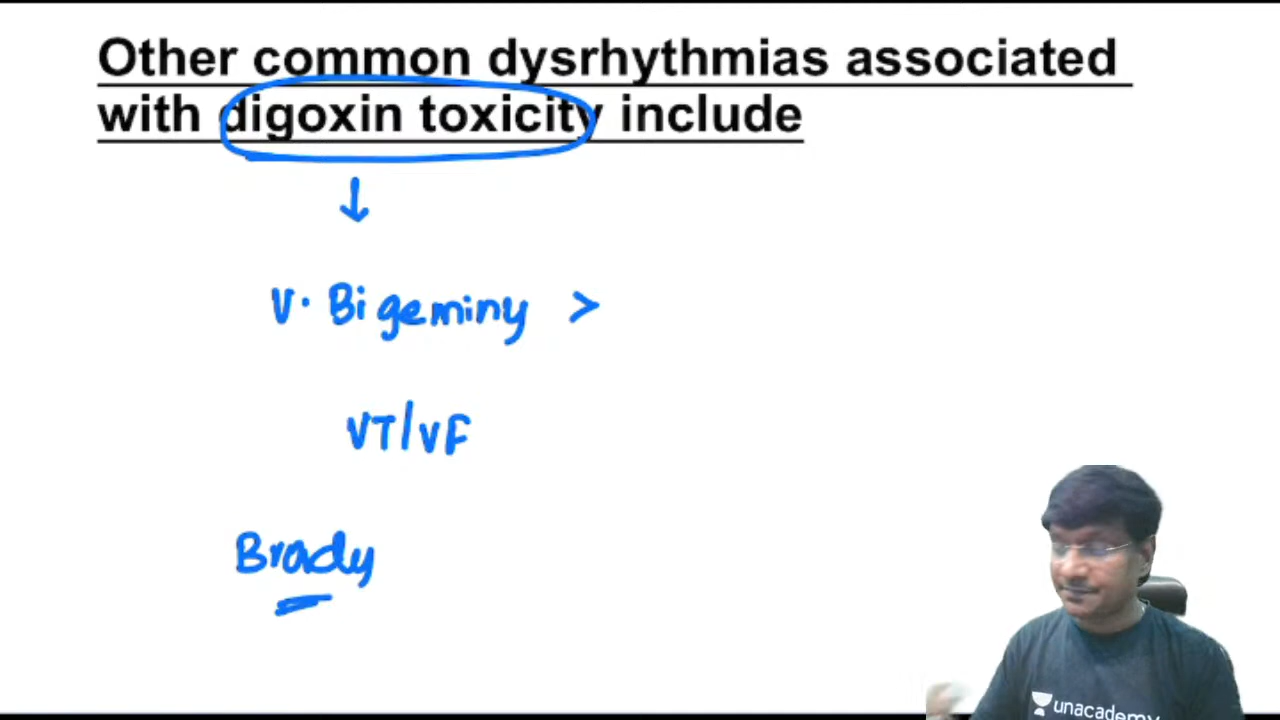 Other common dysrhythmias associated
with digoxin toxicity include
↓
V. Bigeminy >
VT/VF
Brady
unacademy